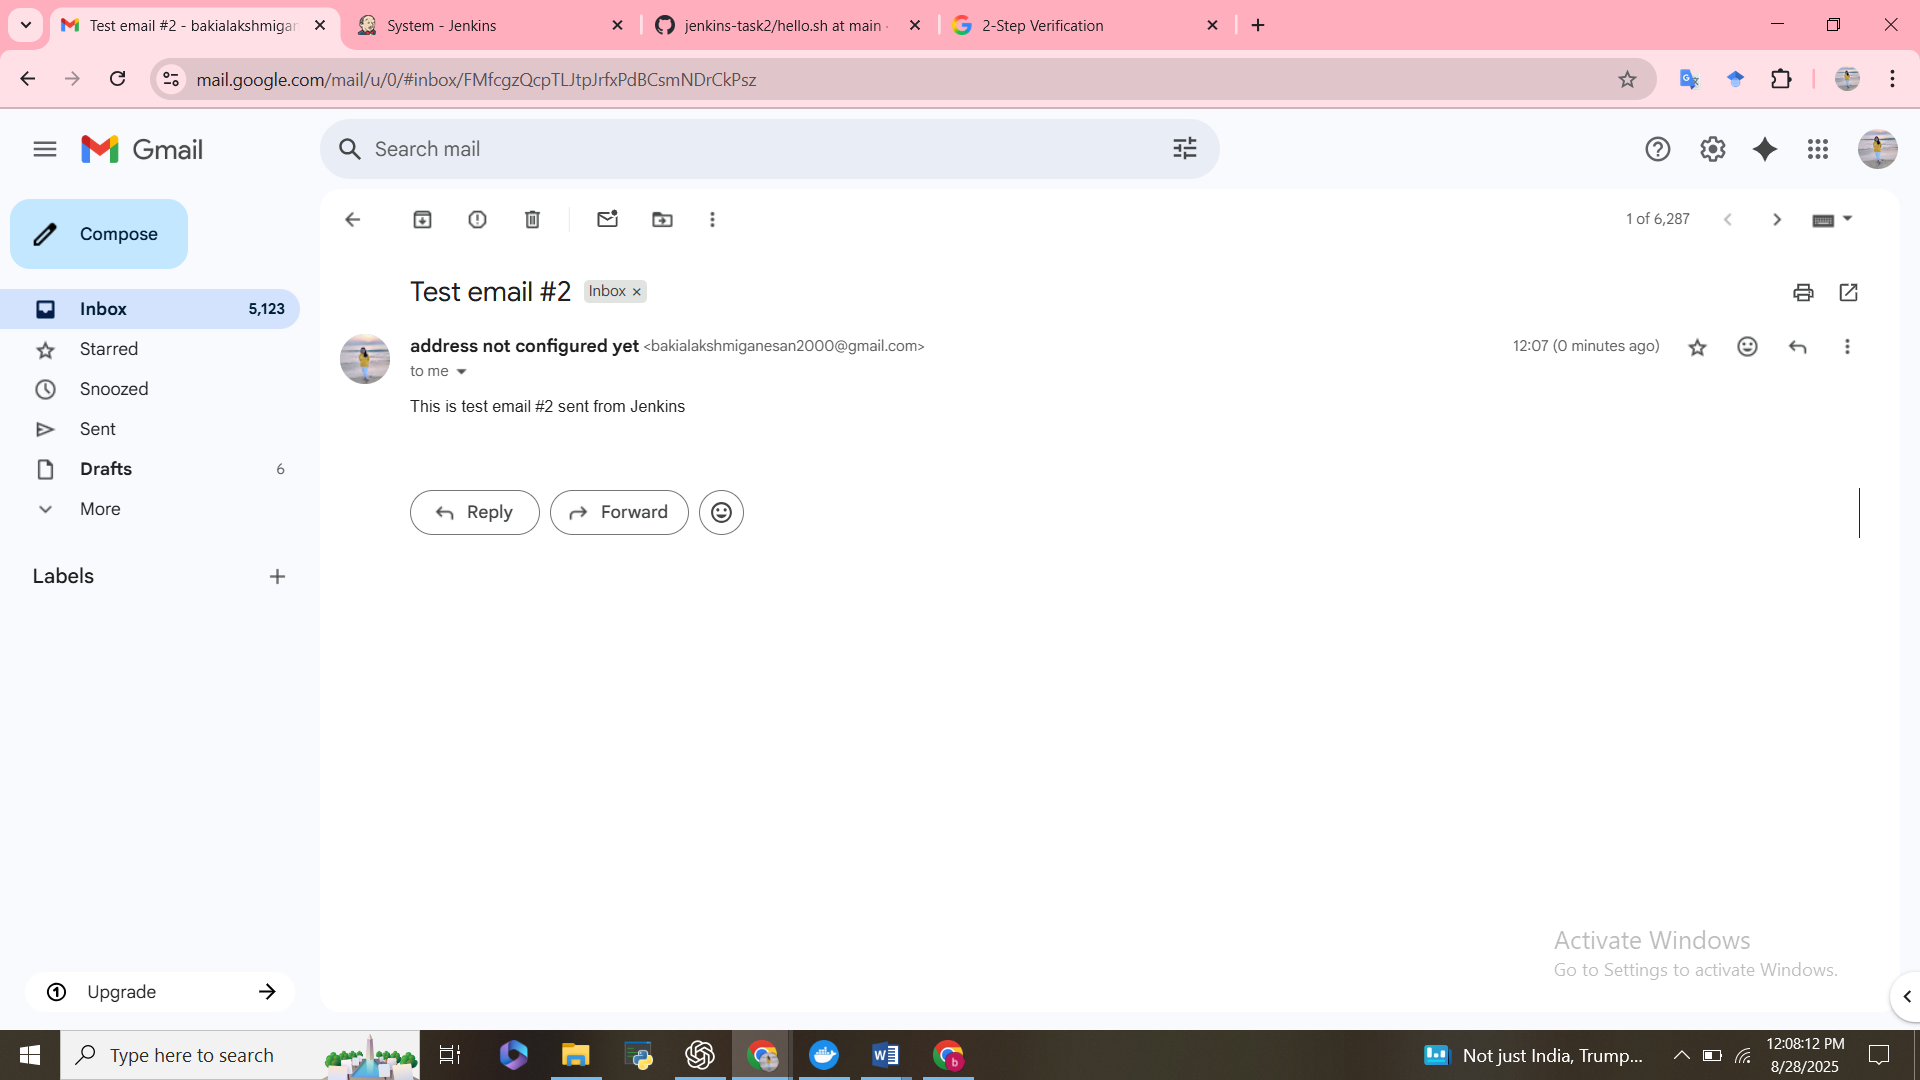 Test email #2 - bakialakshmigan
System - Jenkins
jenkins-task2/hello.sh at main ·
2-Step Verification
mail.google.com/mail/u/0/#inbox/FMfcgzQcpTLJtpJrfxPdBCsmNDrCkPsz
Gmail
Search mail
Compose
1 of 6,287
Test email #2
Inbox ×
Inbox
5,123
address not configured yet <bakialakshmiganesan2000@gmail.com>
12:07 (0 minutes ago)
to me
Starred
Snoozed
This is test email #2 sent from Jenkins
Sent
Drafts
6
More
Reply
Forward
Labels
Activate Windows
Go to Settings to activate Windows.
Upgrade
Type here to search
Not just India, Trump...
12:08:12 PM
8/28/2025